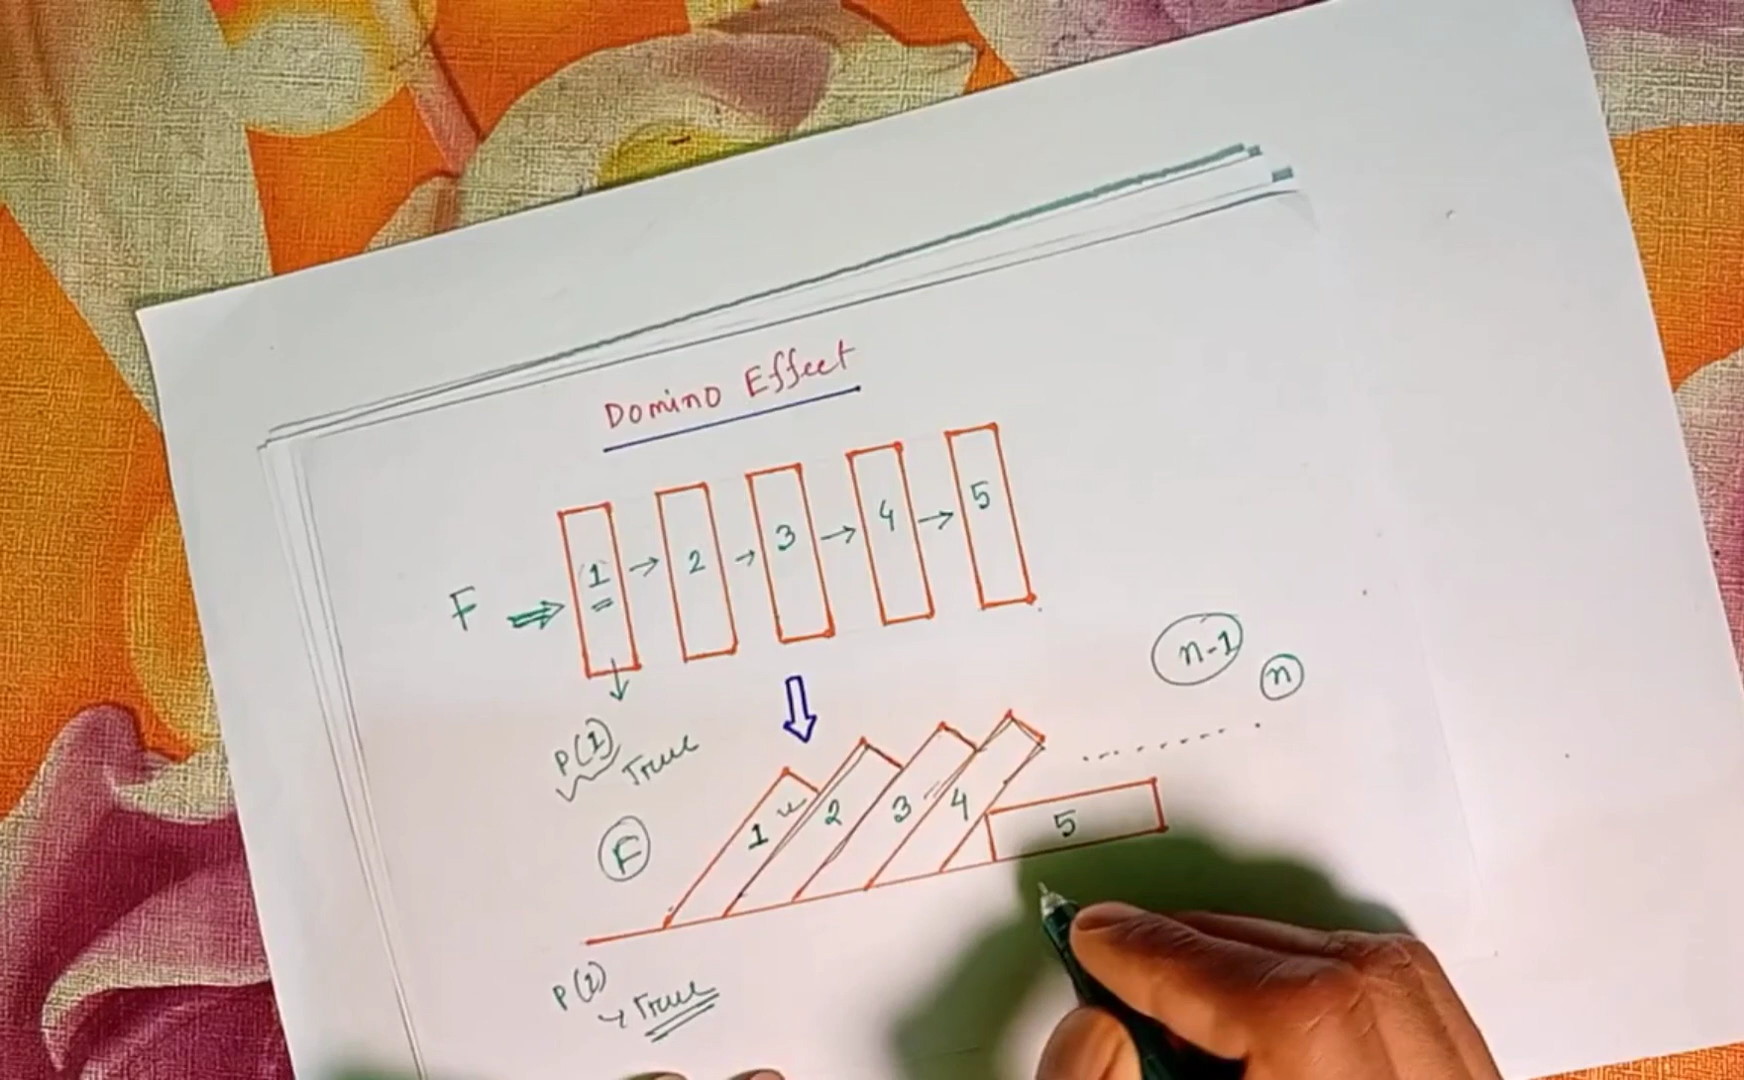 Domino Effect
F ⇒ 1 → 2 → 3 → 4 → 5
n-1
n
P(1) True
F 1 2 3 4 5
P(1)
→ True